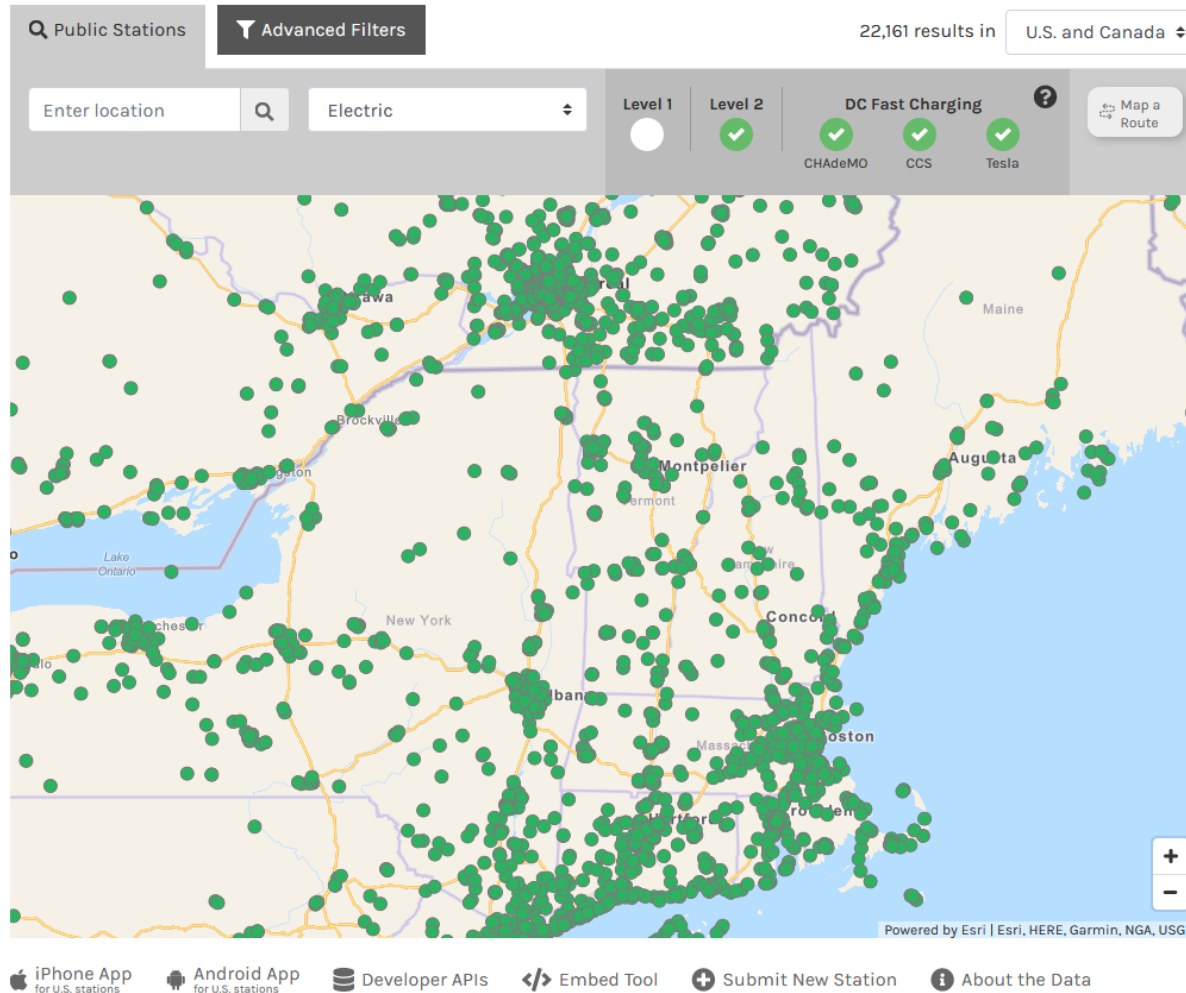 Public Stations
Advanced Filters
22,161 results in
U.S. and Canada
Enter location
Electric
Level 1
Level 2
DC Fast Charging
?
CHAdeMO
CCS
Tesla
Map a
Route
Maine
Brockville
Montpelier
Augusta
Vermont
Lake
Ontario
New York
Concord
Powered by Esri | Esri, HERE, Garmin, NGA, USG
iPhone App
for U.S. stations
Android App
for U.S. stations
Developer APIs
Embed Tool
Submit New Station
About the Data